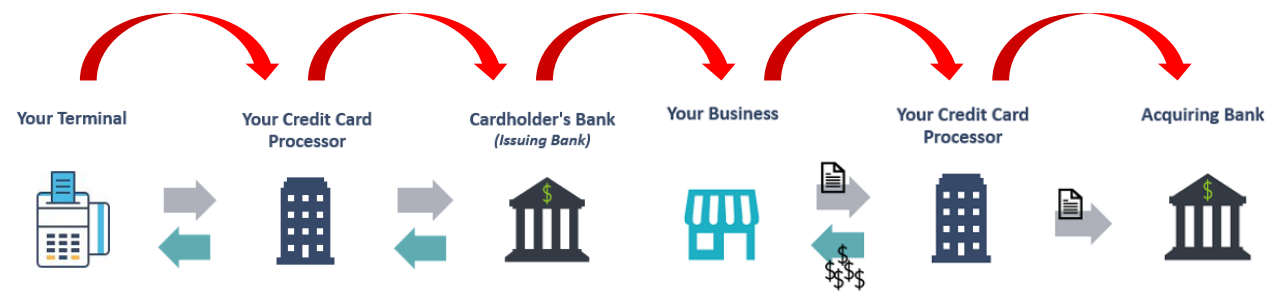 Your Terminal
Your Credit Card
Processor
Cardholder's Bank
(Issuing Bank)
Your Business
Your Credit Card
Processor
Acquiring Bank
$
$
$
$
$
$
$